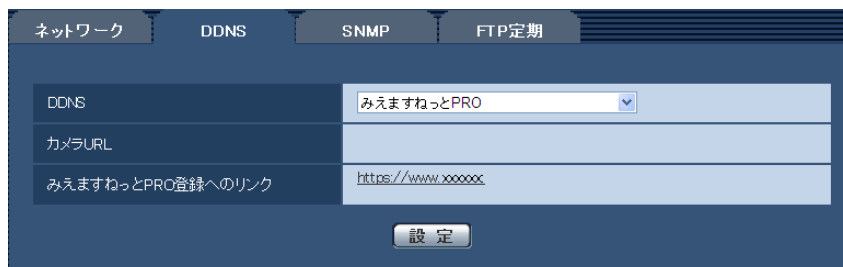 ネットワーク DDNS SNMP FTP定期
DDNS みえますねっとPRO
カメラURL
みえますねっとPRO登録へのリンク https://www.xxxxxx
設定